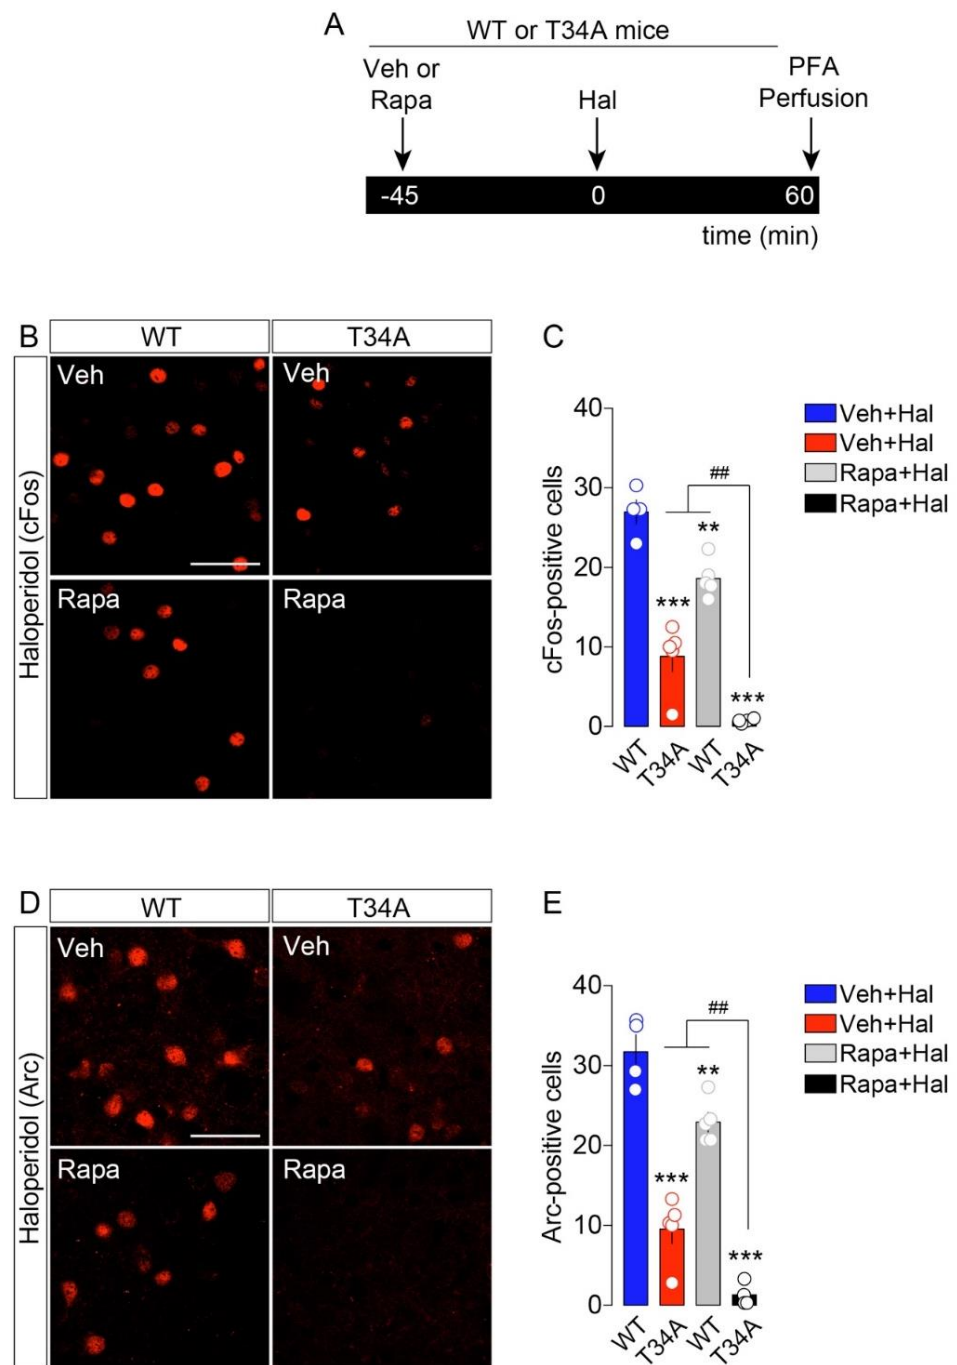 A
WT or T34A mice
Veh or
Rapa
Hal
PFA
Perfusion
-45
0
60
time (min)
B
WT
T34A
Haloperidol (cFos)
Veh
Veh
Rapa
Rapa
C
cFos-positive cells
40
30
20
10
0
##
**
***
***
WT
T34A
WT
T34A
Veh+Hal
Veh+Hal
Rapa+Hal
Rapa+Hal
D
WT
T34A
Haloperidol (Arc)
Veh
Veh
Rapa
Rapa
E
Arc-positive cells
40
30
20
10
0
##
**
***
***
WT
T34A
WT
T34A
Veh+Hal
Veh+Hal
Rapa+Hal
Rapa+Hal